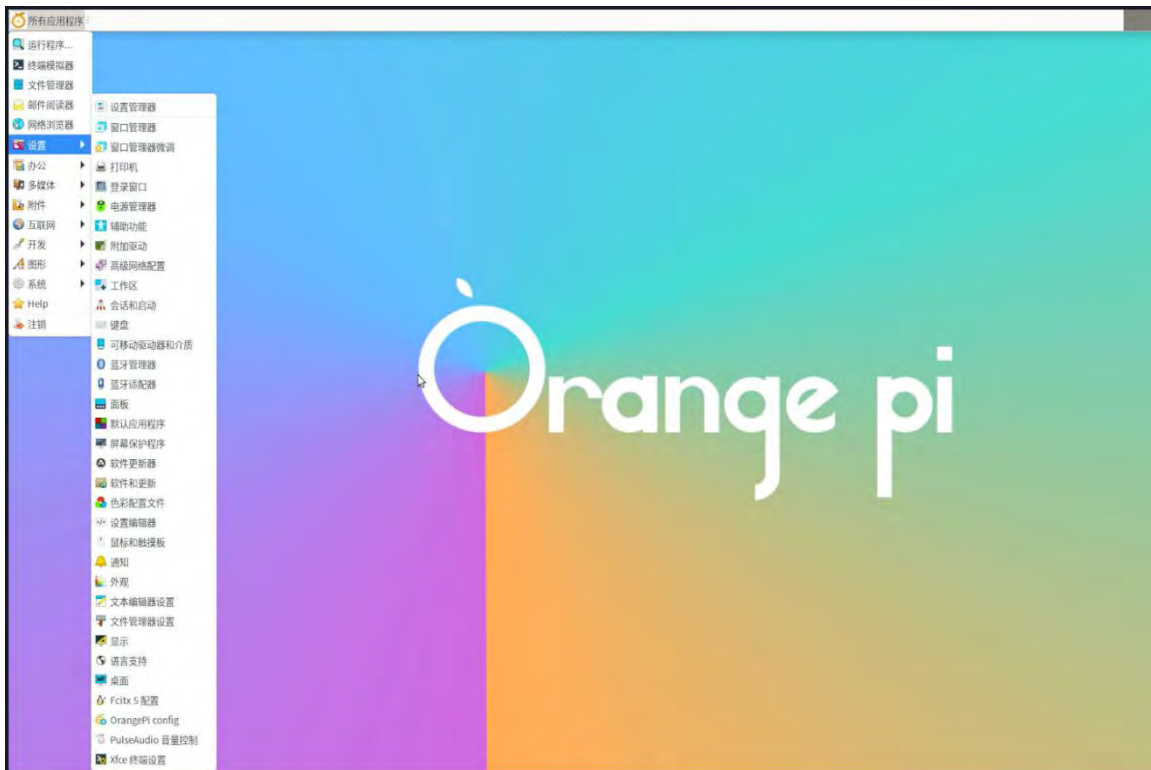 所有应用程序
运行程序...
终端模拟器
文件管理器
邮件阅读器
网络浏览器
设置
办公
多媒体
附件
互联网
开发
图形
系统
Help
注销
设置管理器
窗口管理器
窗口管理器微调
打印机
登录窗口
电源管理器
辅助功能
附加驱动
高级网络配置
工作区
会话和启动
键盘
可移动驱动器和介质
蓝牙管理器
蓝牙适配器
面板
默认应用程序
屏幕保护程序
软件更新器
软件和更新
色彩配置文件
设置编辑器
鼠标和触摸板
通知
外观
文本编辑器设置
文件管理器设置
显示
语言支持
桌面
Fcitx 5 配置
OrangePi config
PulseAudio 音量控制
Xfce 终端设置
Orange pi